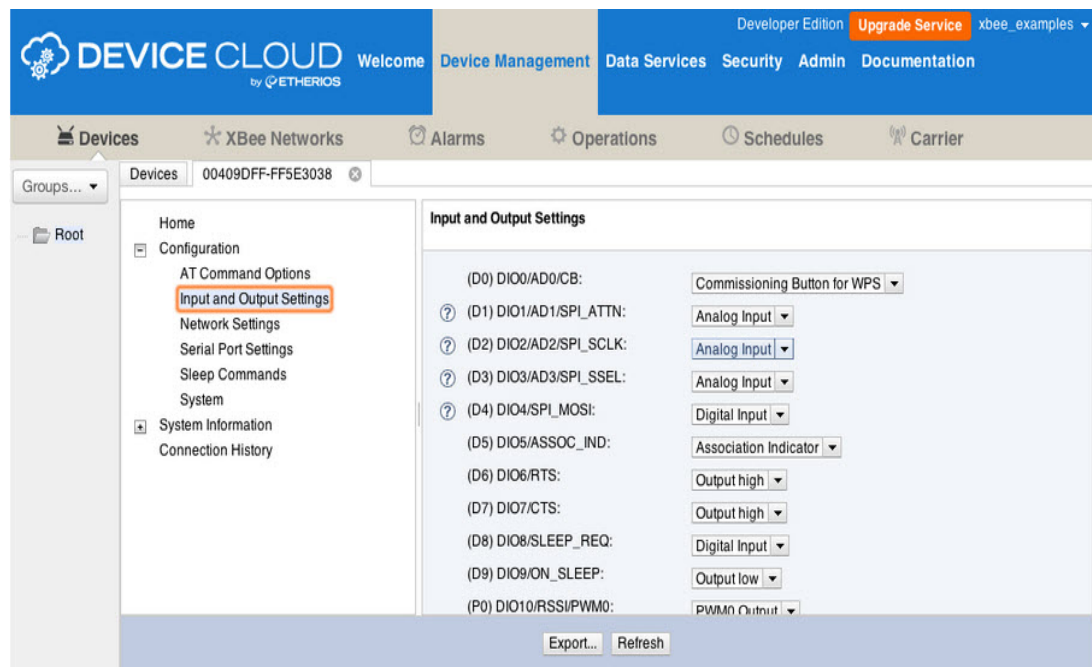 Developer Edition Upgrade Service xbee_examples
DEVICE CLOUD
by ETHERIOS
Welcome Device Management Data Services Security Admin Documentation
Devices XBee Networks Alarms Operations Schedules Carrier
Groups...
Root
Devices 00409DFF-FF5E3038
Home
Configuration
AT Command Options
Input and Output Settings
Network Settings
Serial Port Settings
Sleep Commands
System
System Information
Connection History
Input and Output Settings
(D0) DIO0/AD0/CB: Commissioning Button for WPS
? (D1) DIO1/AD1/SPI_ATTN: Analog Input
? (D2) DIO2/AD2/SPI_SCLK: Analog Input
? (D3) DIO3/AD3/SPI_SSEL: Analog Input
? (D4) DIO4/SPI_MOSI: Digital Input
(D5) DIO5/ASSOC_IND: Association Indicator
(D6) DIO6/RTS: Output high
(D7) DIO7/CTS: Output high
(D8) DIO8/SLEEP_REQ: Digital Input
(D9) DIO9/ON_SLEEP: Output low
(P0) DIO10/RSSI/PWM0: PWM0 Output
Export... Refresh